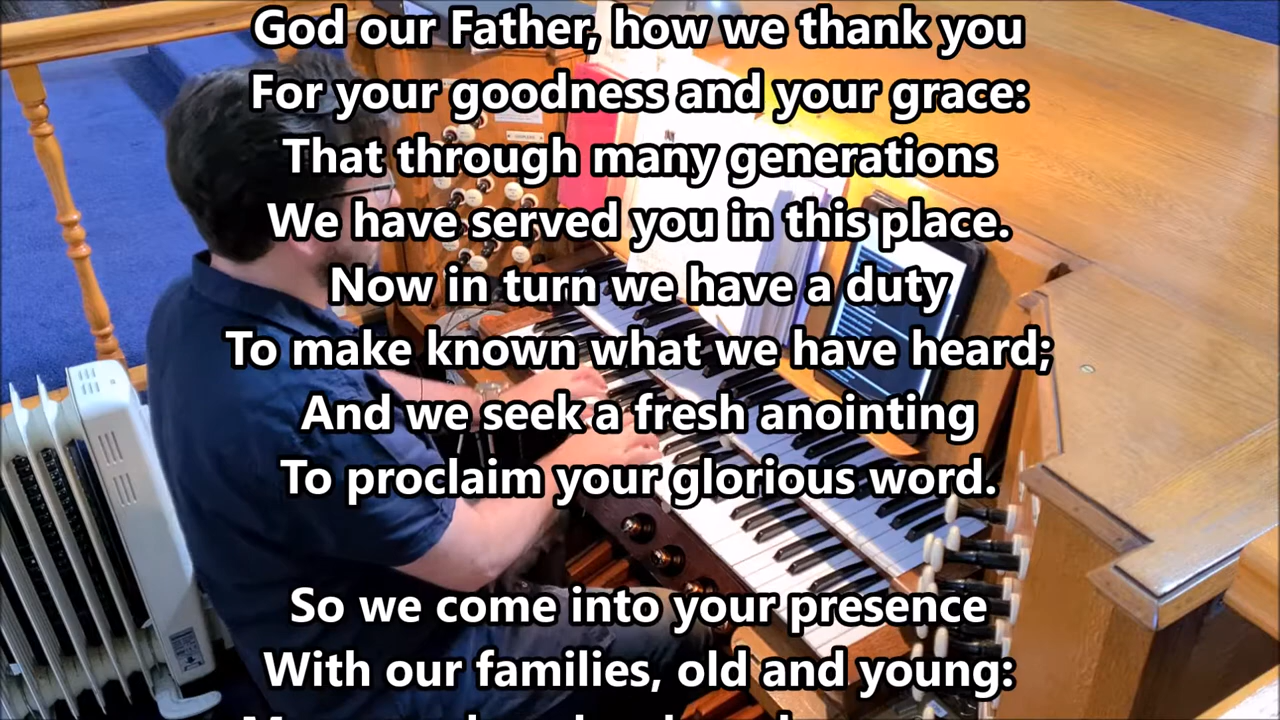 God our Father, how we thank you
For your goodness and your grace:
That through many generations
We have served you in this place.
Now in turn we have a duty
To make known what we have heard;
And we seek a fresh anointing
To proclaim your glorious word.
So we come into your presence
With our families, old and young: